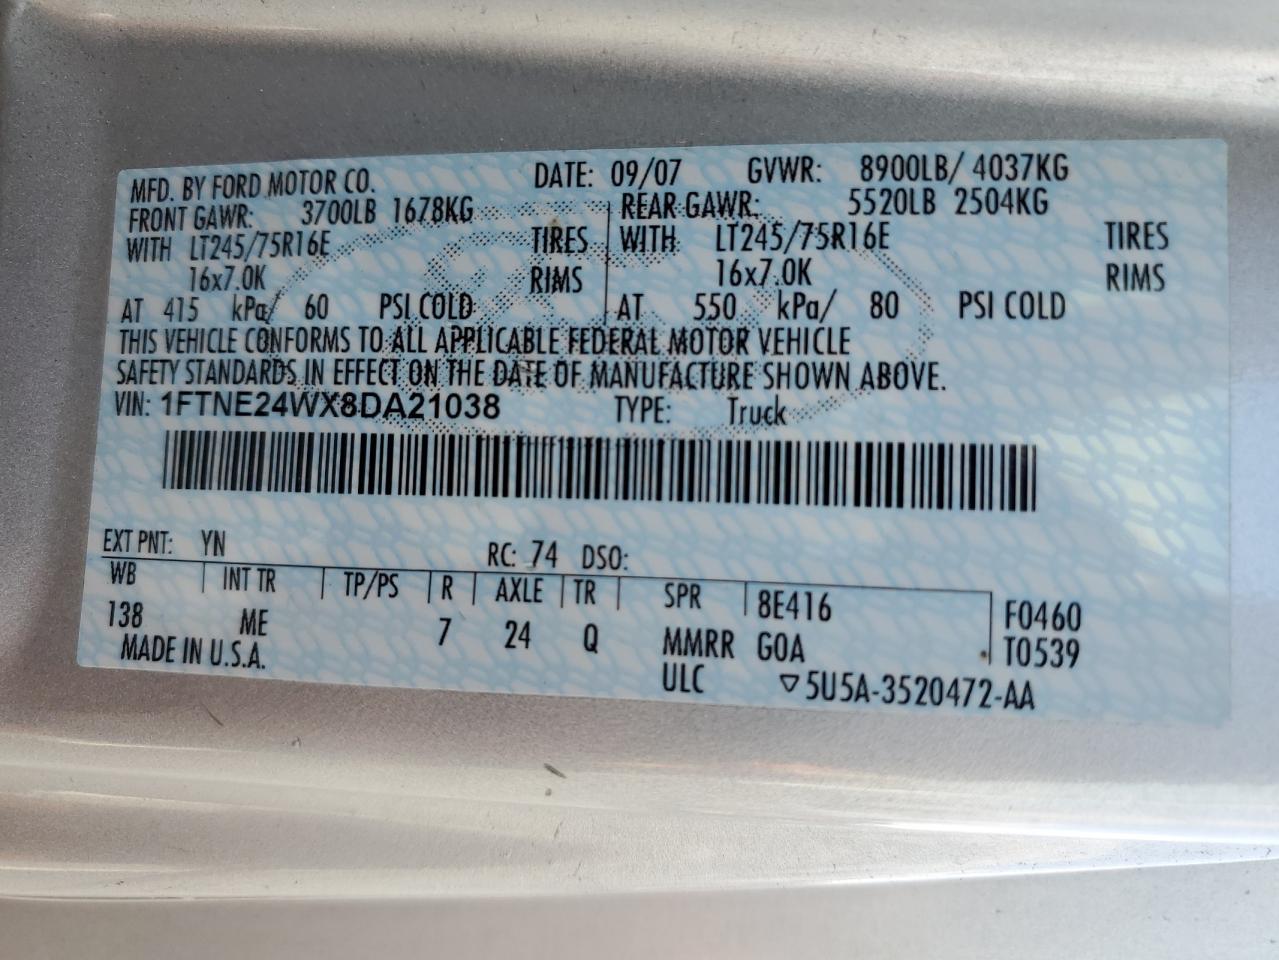 MFD. BY FORD MOTOR CO. DATE: 09/07 GVWR: 8900LB/ 4037KG
FRONT GAWR: 3700LB 1678KG REAR GAWR: 5520LB 2504KG
WITH LT245/75R16E TIRES WITH LT245/75R16E TIRES
16x7.0K RIMS 16x7.0K RIMS
AT 415 kPa/ 60 PSI COLD AT 550 kPa/ 80 PSI COLD
THIS VEHICLE CONFORMS TO ALL APPLICABLE FEDERAL MOTOR VEHICLE
SAFETY STANDARDS IN EFFECT ON THE DATE OF MANUFACTURE SHOWN ABOVE.
VIN: 1FTNE24WX8DA21038 TYPE: Truck
EXT PNT: YN RC: 74 DSO:
WB INT TR TP/PS R AXLE TR SPR 8E416 F0460
138 ME 7 24 Q MMRR GOA T0539
MADE IN U.S.A. ULC ▽5U5A-3520472-AA